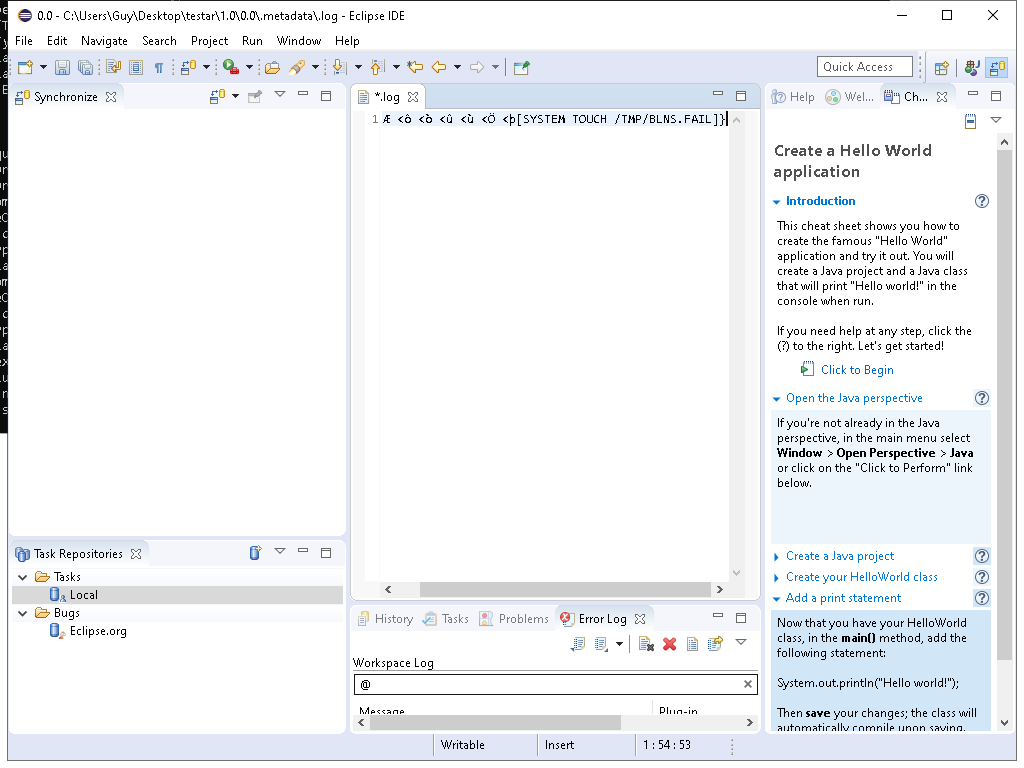 0.0 - C:\Users\Guy\Desktop\testar\1.0\0.0\.metadata\.log - Eclipse IDE
File Edit Navigate Search Project Run Window Help
Quick Access
Synchronize
*.log
Help Wel... Ch...
1 Æ <ô <ò <û <ù <Ö <þ[SYSTEM TOUCH /TMP/BLNS.FAIL]}
Create a Hello World
application
Introduction
This cheat sheet shows you how to
create the famous "Hello World"
application and try it out. You will
create a Java project and a Java class
that will print "Hello world!" in the
console when run.
If you need help at any step, click the
(?) to the right. Let's get started!
Click to Begin
Open the Java perspective
If you're not already in the Java
perspective, in the main menu select
Window > Open Perspective > Java
or click on the "Click to Perform" link
below.
Create a Java project
Create your HelloWorld class
Add a print statement
Now that you have your HelloWorld
class, in the main() method, add the
following statement:
System.out.println("Hello world!");
Then save your changes; the class will
automatically compile upon saving.
Task Repositories
Tasks
Local
Bugs
Eclipse.org
History Tasks Problems Error Log
Workspace Log
@
Message Plug-in
Writable Insert 1 : 54 : 53